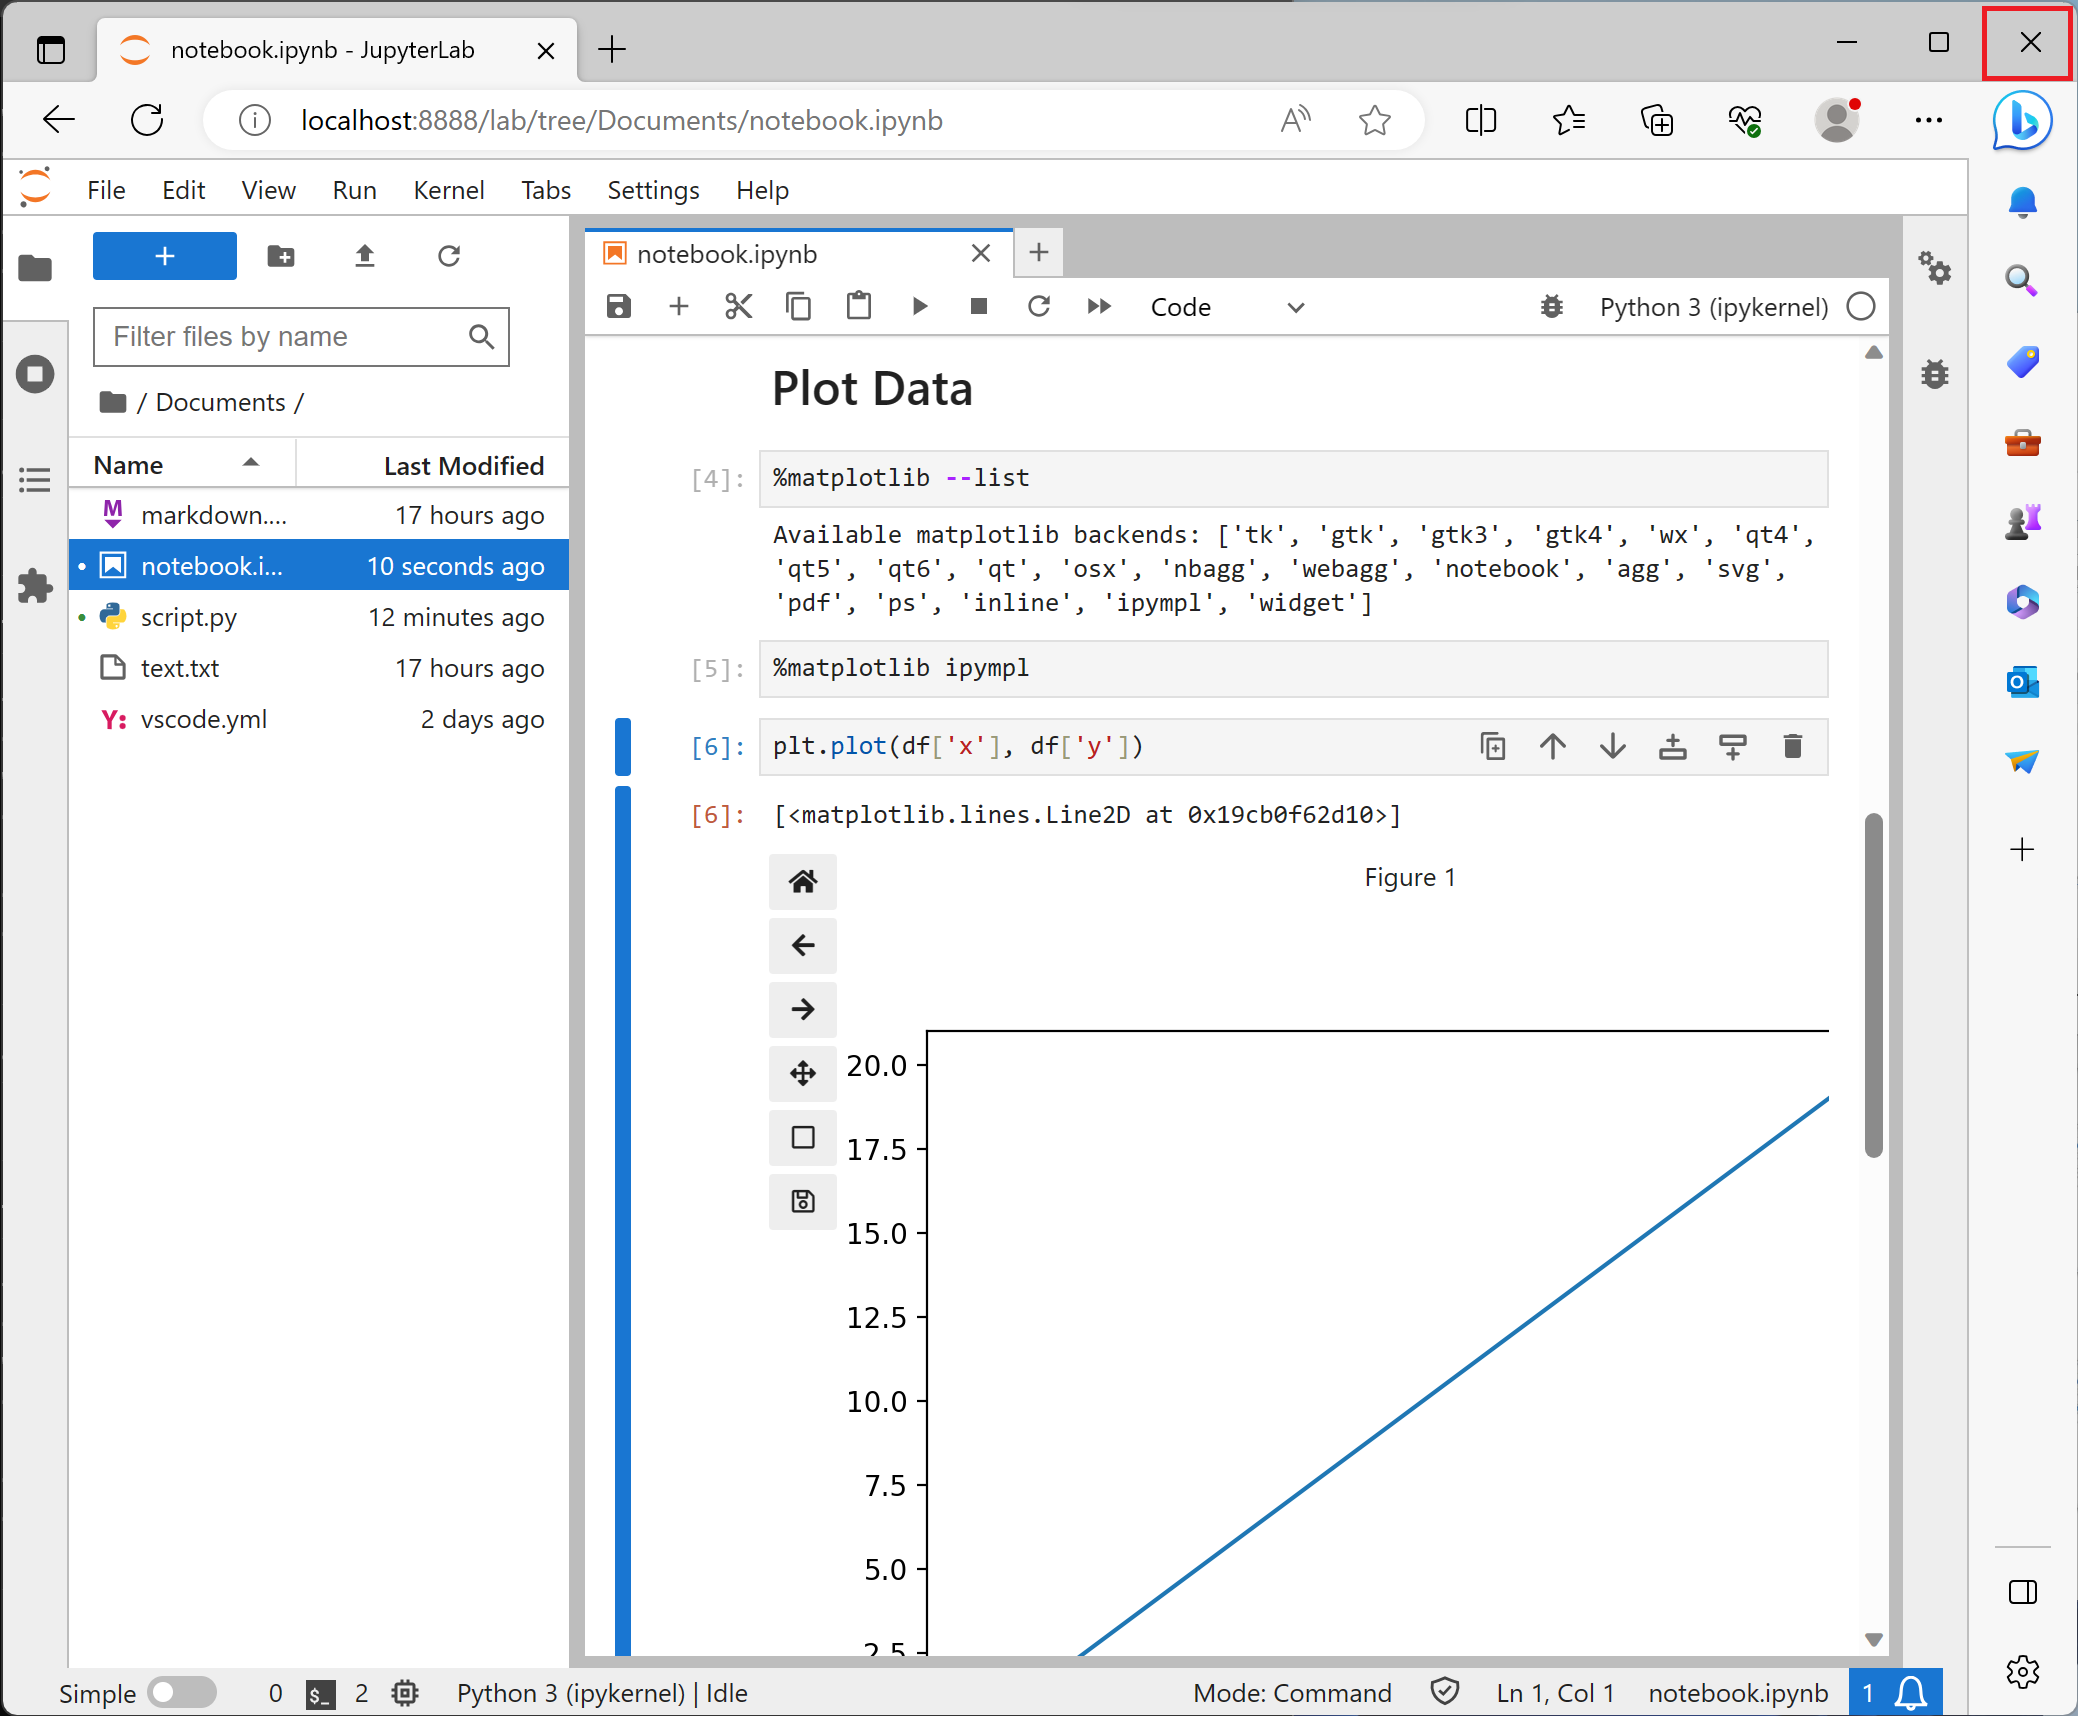 notebook.ipynb - JupyterLab
localhost:8888/lab/tree/Documents/notebook.ipynb
File Edit View Run Kernel Tabs Settings Help
Filter files by name
/ Documents /
Name Last Modified
markdown.... 17 hours ago
notebook.i... 10 seconds ago
script.py 12 minutes ago
text.txt 17 hours ago
Y: vscode.yml 2 days ago
notebook.ipynb
Code Python 3 (ipykernel)
Plot Data
[4]: %matplotlib --list
Available matplotlib backends: ['tk', 'gtk', 'gtk3', 'gtk4', 'wx', 'qt4',
'qt5', 'qt6', 'qt', 'osx', 'nbagg', 'webagg', 'notebook', 'agg', 'svg',
'pdf', 'ps', 'inline', 'ipympl', 'widget']
[5]: %matplotlib ipympl
[6]: plt.plot(df['x'], df['y'])
[6]: [<matplotlib.lines.Line2D at 0x19cb0f62d10>]
Figure 1
20.0
17.5
15.0
12.5
10.0
7.5
5.0
2.5
Simple 0 $_ 2 Python 3 (ipykernel) | Idle Mode: Command Ln 1, Col 1 notebook.ipynb 1